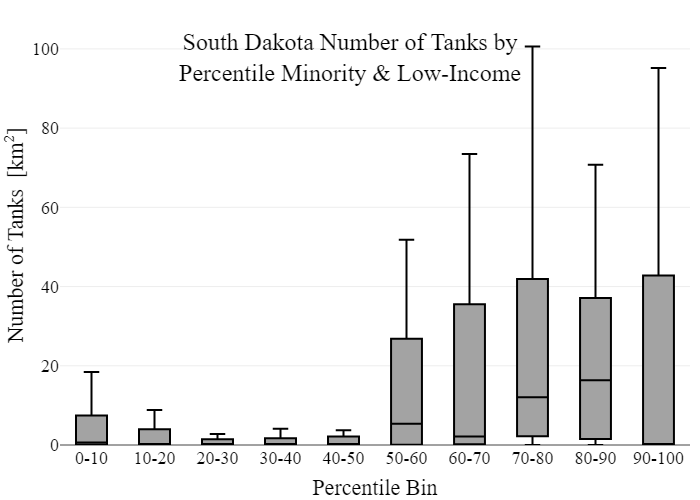 South Dakota Number of Tanks by
Percentile Minority & Low-Income
Number of Tanks [km²]
100
80
60
40
20
0
0-10 10-20 20-30 30-40 40-50 50-60 60-70 70-80 80-90 90-100
Percentile Bin